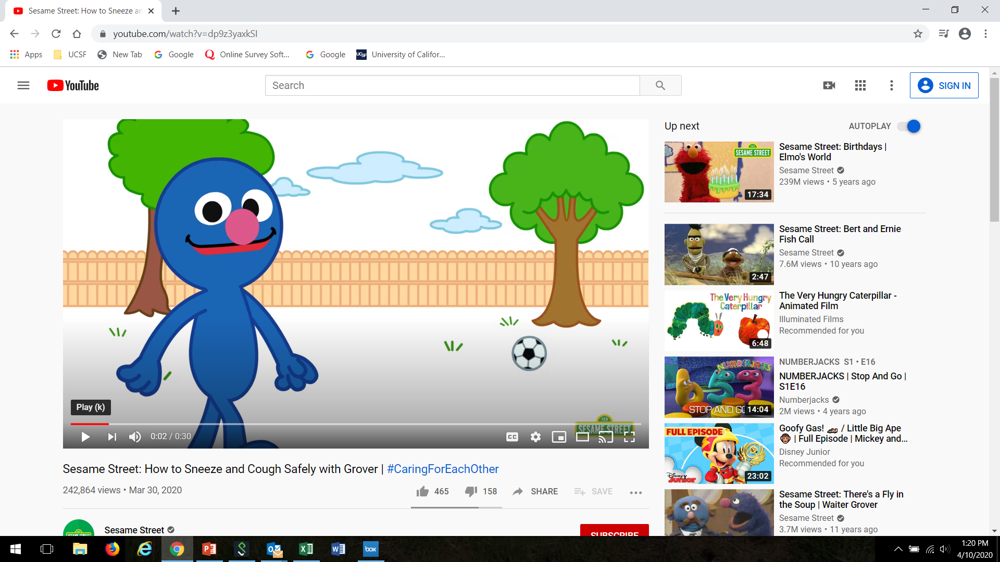 Sesame Street: How to Sneeze an
youtube.com/watch?v=dp9z3yaxkSI
Apps
UCSF
New Tab
Google
Online Survey Soft...
Google
UCSF
University of Califor...
YouTube
Search
SIGN IN
Up next
AUTOPLAY
SESAME STREET
17:34
Sesame Street: Birthdays |
Elmo's World
Sesame Street
239M views • 5 years ago
2:47
Sesame Street: Bert and Ernie
Fish Call
Sesame Street
7.6M views • 10 years ago
The Very Hungry
Caterpillar
6:48
The Very Hungry Caterpillar -
Animated Film
Illuminated Films
Recommended for you
NUMBERJACKS
STOP AND GO
14:04
NUMBERJACKS S1 • E16
NUMBERJACKS | Stop And Go |
S1E16
Numberjacks
2M views • 4 years ago
FULL EPISODE
Disney
Junior
23:02
Goofy Gas! 🏎 / Little Big Ape
🐵 | Full Episode | Mickey and...
Disney Junior
Recommended for you
Sesame Street: There's a Fly in
the Soup | Waiter Grover
Sesame Street
3.7M views • 11 years ago
Play (k)
123
SESAME STREET
0:02 / 0:30
CC
Sesame Street: How to Sneeze and Cough Safely with Grover | #CaringForEachOther
242,864 views • Mar 30, 2020
465
158
SHARE
SAVE
SESAME STREET
Sesame Street
SUBSCRIBE
box
1:20 PM
4/10/2020